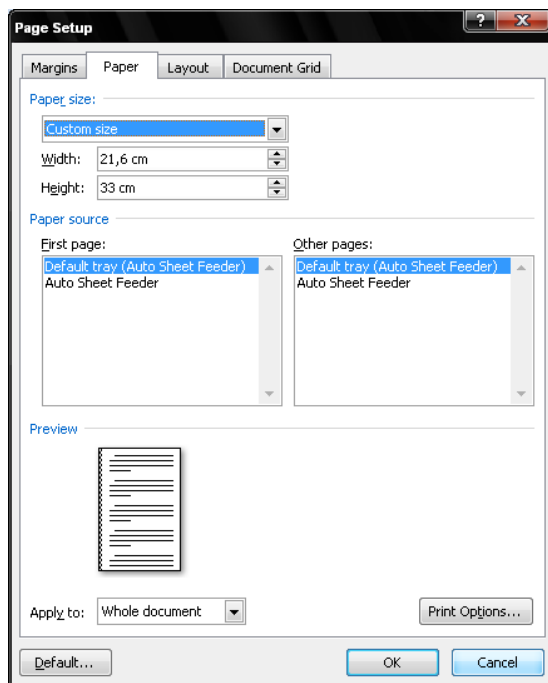 Page Setup
? X
Margins Paper Layout Document Grid
Paper size:
Custom size
Width: 21,6 cm
Height: 33 cm
Paper source
First page: Other pages:
Default tray (Auto Sheet Feeder) Default tray (Auto Sheet Feeder)
Auto Sheet Feeder Auto Sheet Feeder
Preview
Apply to: Whole document Print Options...
Default... OK Cancel